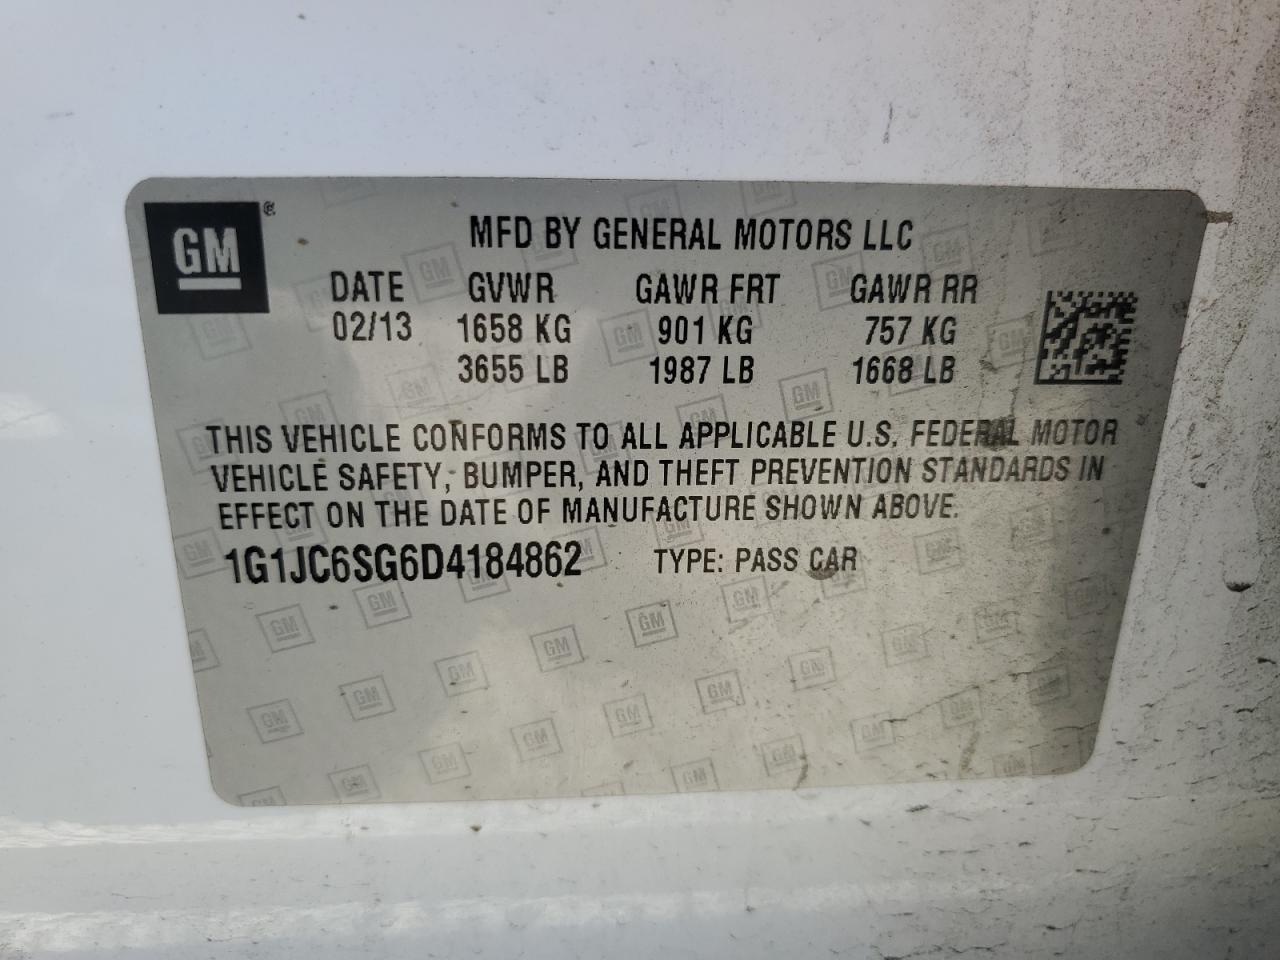 GM
MFD BY GENERAL MOTORS LLC
DATE GVWR GAWR FRT GAWR RR
02/13 1658 KG 901 KG 757 KG
3655 LB 1987 LB 1668 LB
THIS VEHICLE CONFORMS TO ALL APPLICABLE U.S. FEDERAL MOTOR
VEHICLE SAFETY, BUMPER, AND THEFT PREVENTION STANDARDS IN
EFFECT ON THE DATE OF MANUFACTURE SHOWN ABOVE.
1G1JC6SG6D4184862 TYPE: PASS CAR